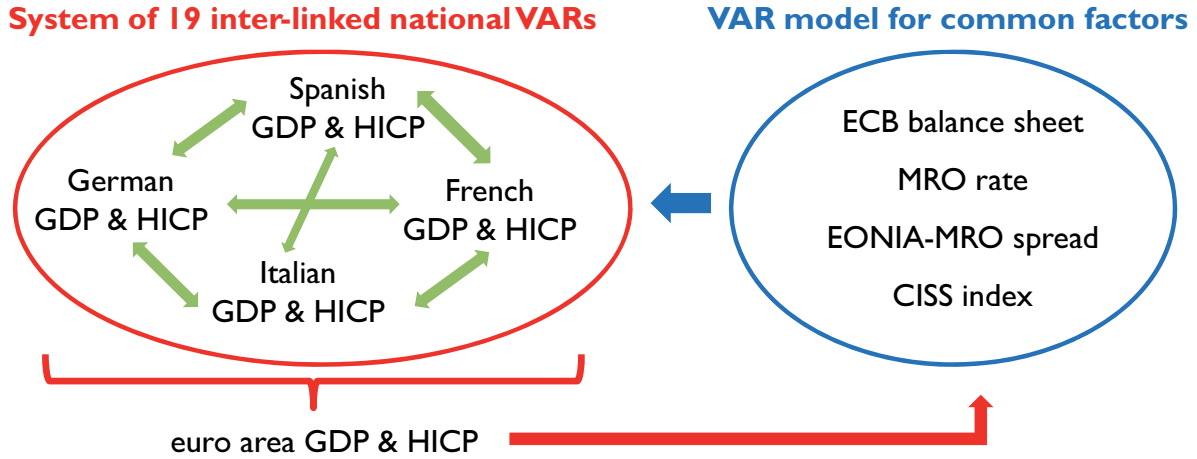 System of 19 inter-linked national VARs
VAR model for common factors
Spanish
GDP & HICP
German
GDP & HICP
French
GDP & HICP
Italian
GDP & HICP
ECB balance sheet
MRO rate
EONIA-MRO spread
CISS index
euro area GDP & HICP